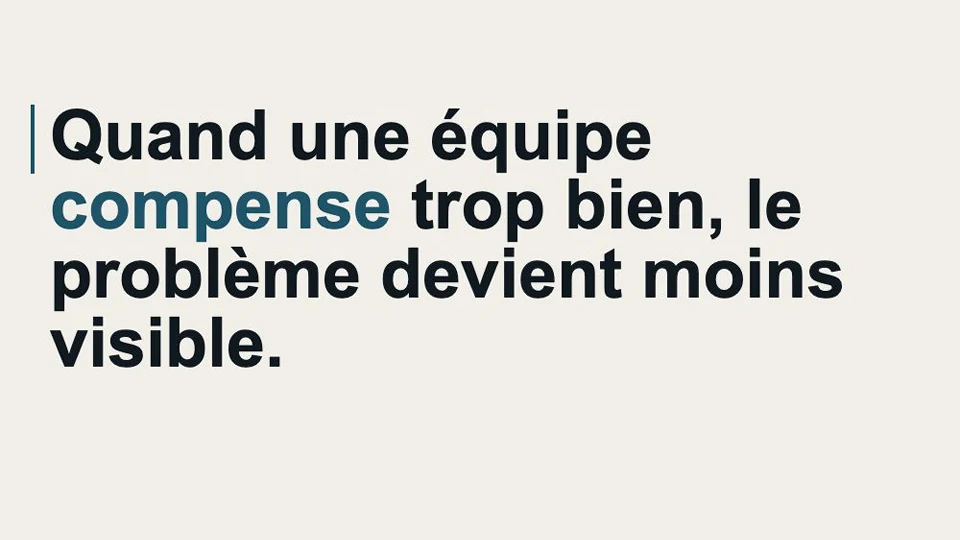 Quand une équipe
compense trop bien, le
problème devient moins
visible.